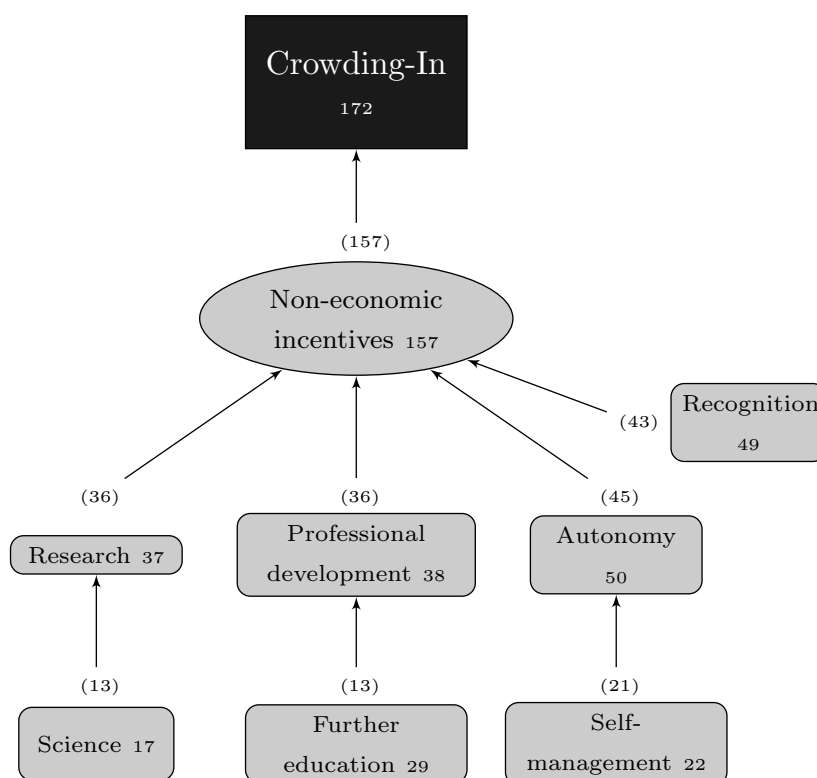 Crowding-In
172
(157)
Non-economic
incentives 157
(43)
Recognition
49
(36)
(36)
(45)
Research 37
Professional
development 38
Autonomy
50
(13)
(13)
(21)
Science 17
Further
education 29
Self-
management 22